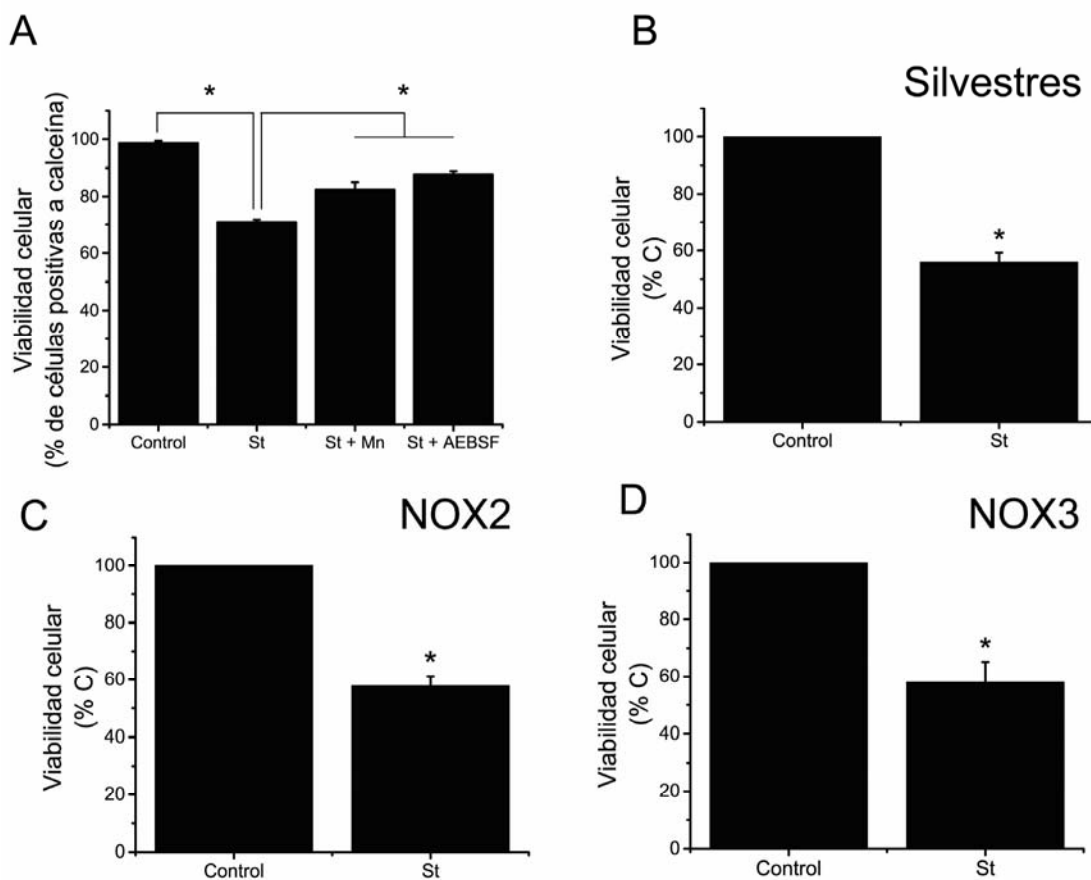 A
Viabilidad celular
(% de células positivas a calceína)
100
80
60
40
20
0
*
*
Control
St
St + Mn
St + AEBSF
B
Silvestres
Viabilidad celular
(% C)
100
80
60
40
20
0
*
Control
St
C
NOX2
Viabilidad celular
(% C)
100
80
60
40
20
0
*
Control
St
D
NOX3
Viabilidad celular
(% C)
100
80
60
40
20
0
*
Control
St